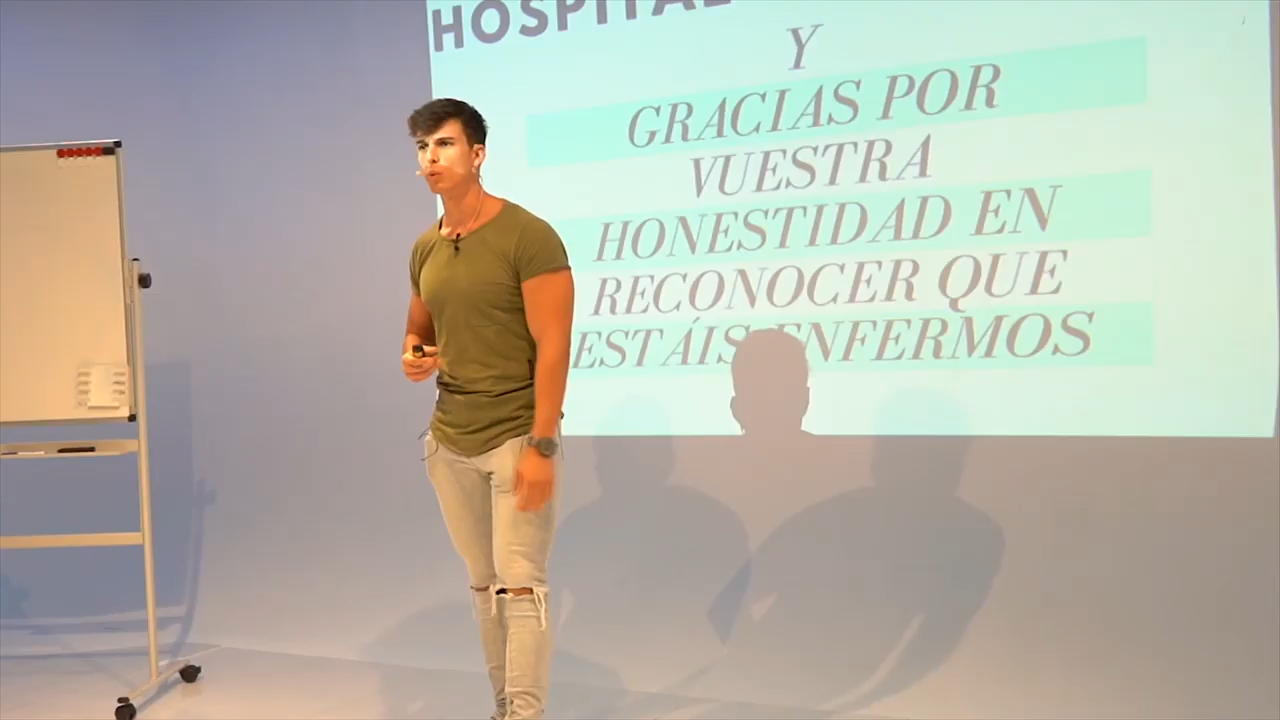 HOSPITAL
Y
GRACIAS POR
VUESTRA
HONESTIDAD EN
RECONOCER QUE
ESTÁIS ENFERMOS